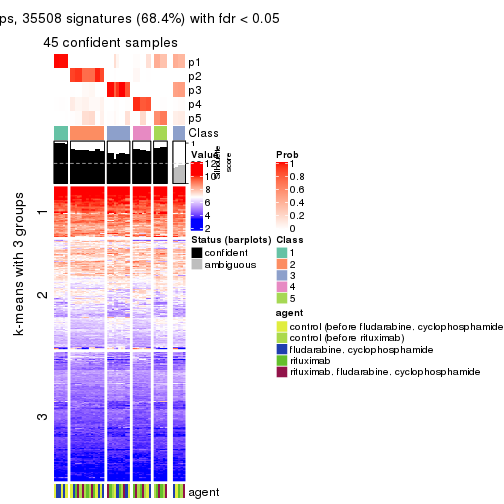 ps, 35508 signatures (68.4%) with fdr < 0.05
45 confident samples
p1
p2
p3
p4
p5
Class
1
silhouette
score
Value
12
10
8
6
4
2
Prob
1
0.8
0.6
0.4
0.2
0
Status (barplots)
confident
ambiguous
Class
1
2
3
4
5
agent
control (before fludarabine. cyclophosphamide
control (before rituximab)
fludarabine. cyclophosphamide
rituximab
rituximab. fludarabine. cyclophosphamide
k-means with 3 groups
1
2
3
agent